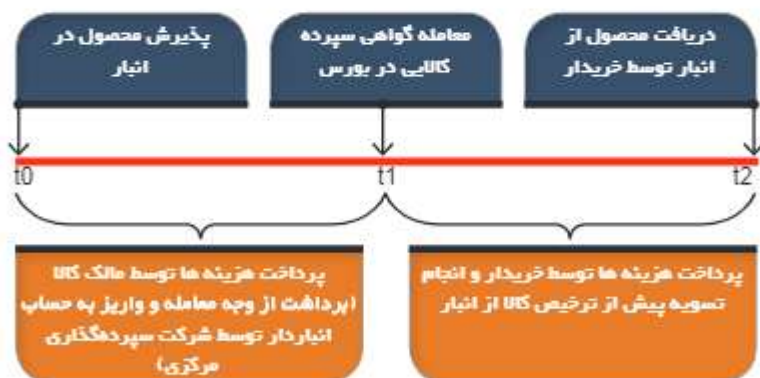 پذیرش محصول در
انبار
معامله گواهی سپرده
کالایی در بورس
دریافت محصول از
انبار توسط خریدار
t0
t1
t2
پرداخت هزینه ها توسط مالک کالا
(برداشت از وجه معامله و واریز به حساب
انباردار توسط شرکت سپرده‌گذاری
مرکزی)
پرداخت هزینه ها توسط خریدار و انجام
تسویه پیش از ترخیص کالا از انبار